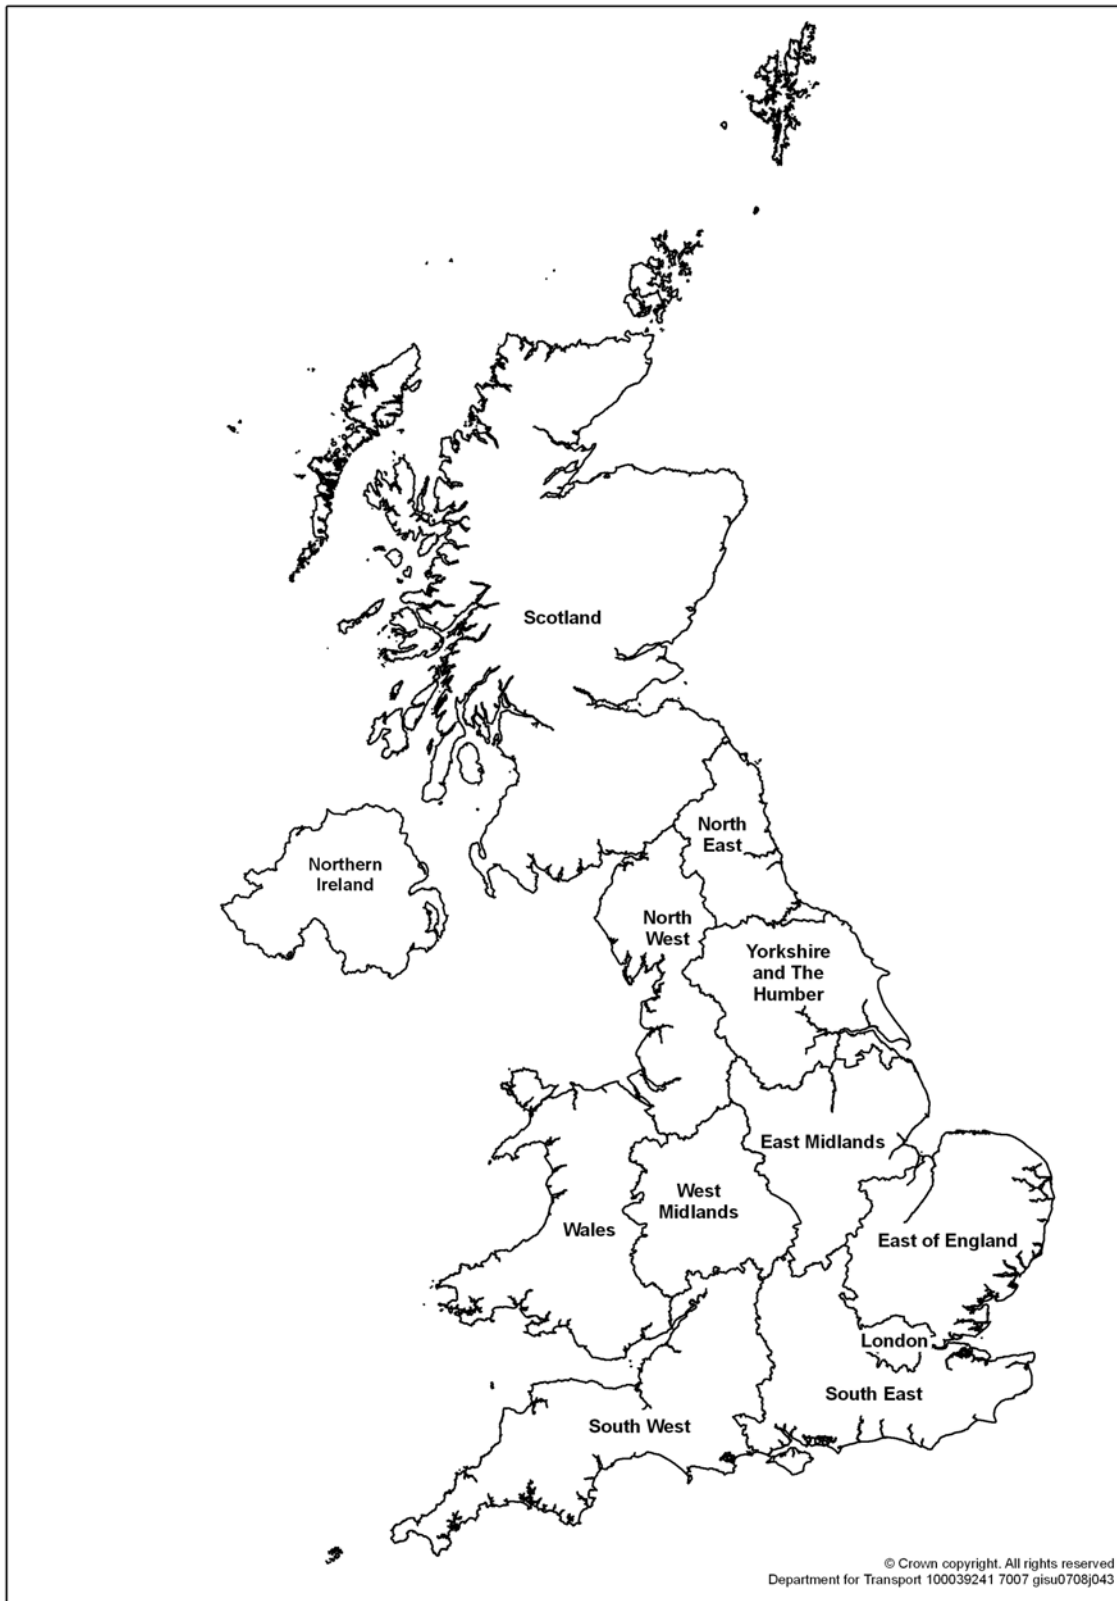 Scotland
North
East
Northern
Ireland
North
West
Yorkshire
and The
Humber
East Midlands
West
Midlands
Wales
East of England
London
South East
South West
© Crown copyright. All rights reserved
Department for Transport 100039241 7007 gisu0708j043